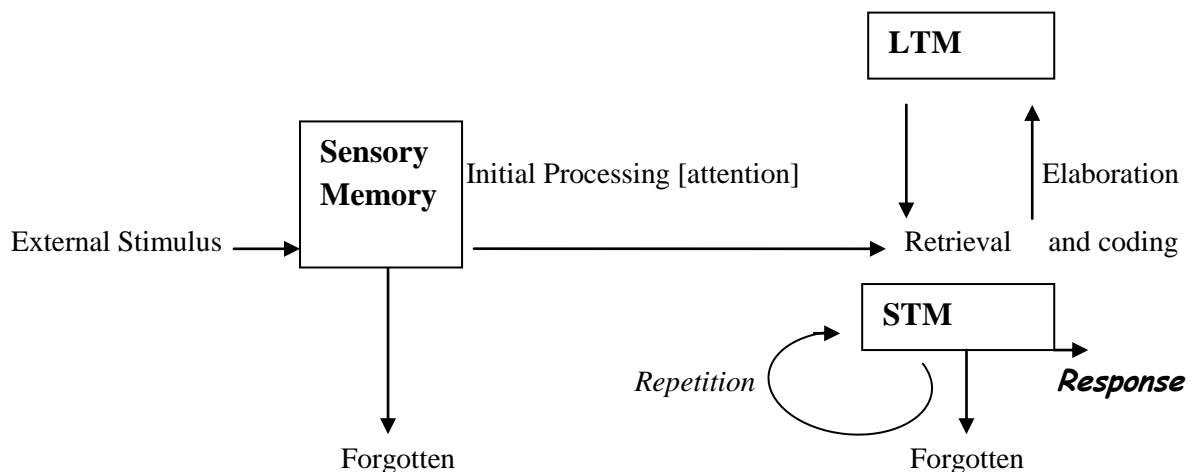 LTM
Sensory
Memory
Initial Processing [attention]
Elaboration
External Stimulus
Retrieval
and coding
STM
Repetition
Response
Forgotten
Forgotten